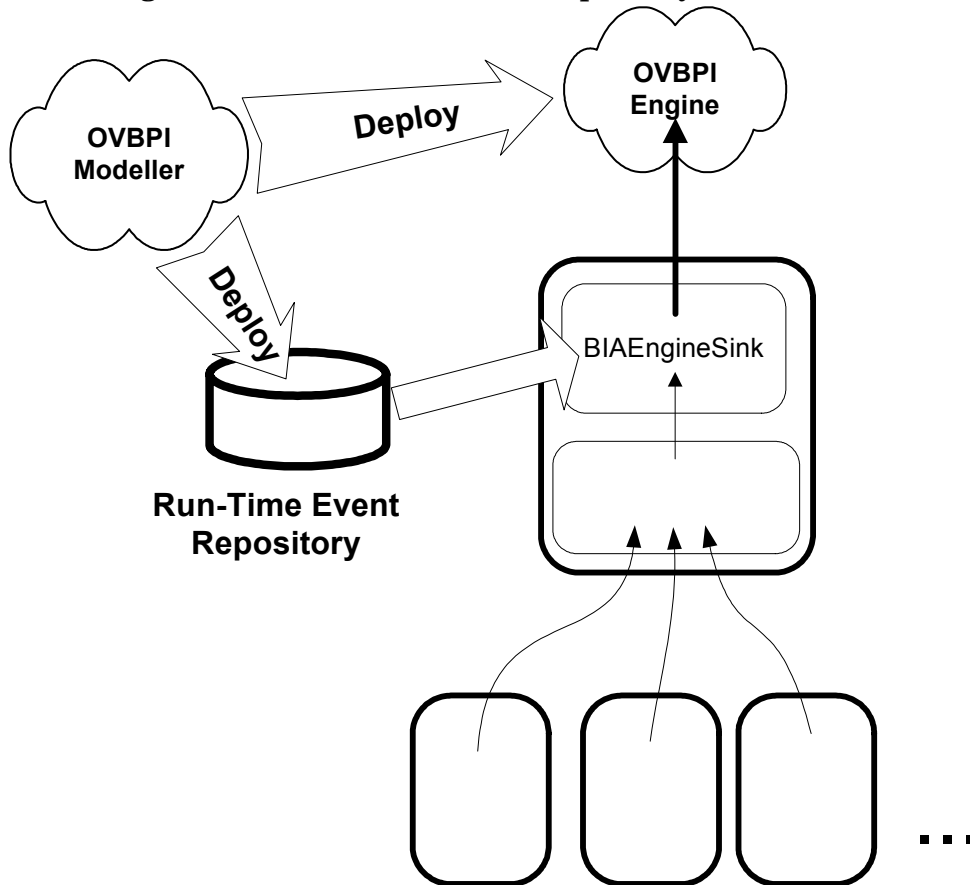 OVBPI
Engine
OVBPI
Modeller
Deploy
Deploy
BIAEngineSink
Run-Time Event
Repository
...